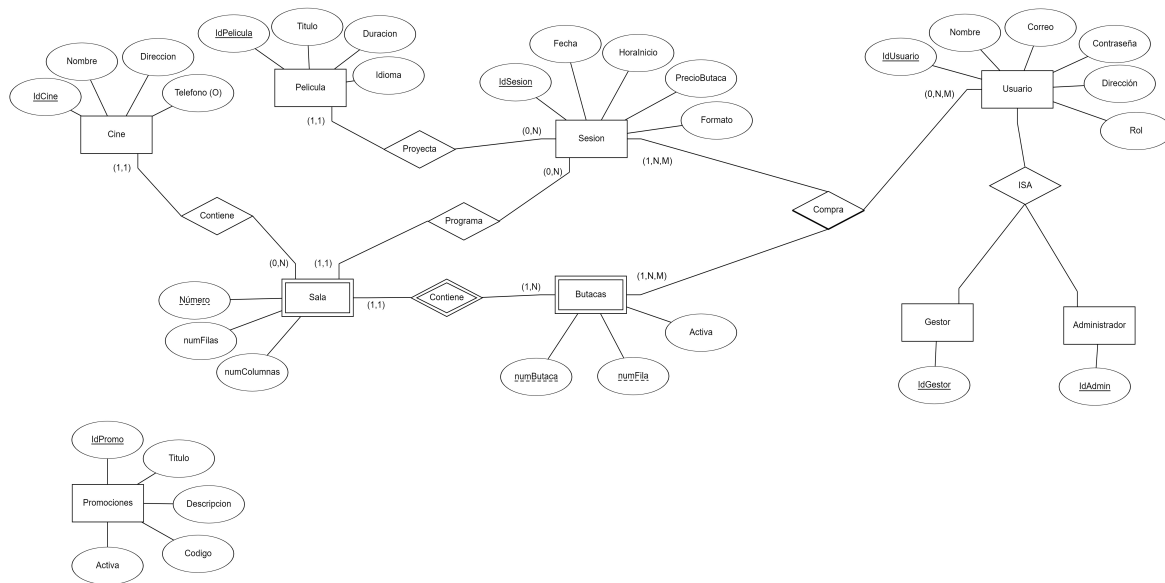 IdPelicula
Titulo
Duracion
Idioma
Pelicula
Nombre
Direccion
IdCine
Telefono (O)
Cine
Fecha
HoraInicio
IdSesion
PrecioButaca
Formato
Sesion
Nombre
Correo
IdUsuario
Contraseña
Dirección
Rol
Usuario
(1,1)
(0,N)
Proyecta
(1,1)
(0,N)
(1,N,M)
(0,N,M)
ISA
Contiene
Programa
Compra
(0,N)
(1,1)
Número
Sala
(1,1)
Contiene
(1,N)
Butacas
(1,N,M)
numFilas
numColumnas
Activa
numButaca
numFila
Gestor
Administrador
IdGestor
IdAdmin
IdPromo
Titulo
Promociones
Descripcion
Activa
Codigo